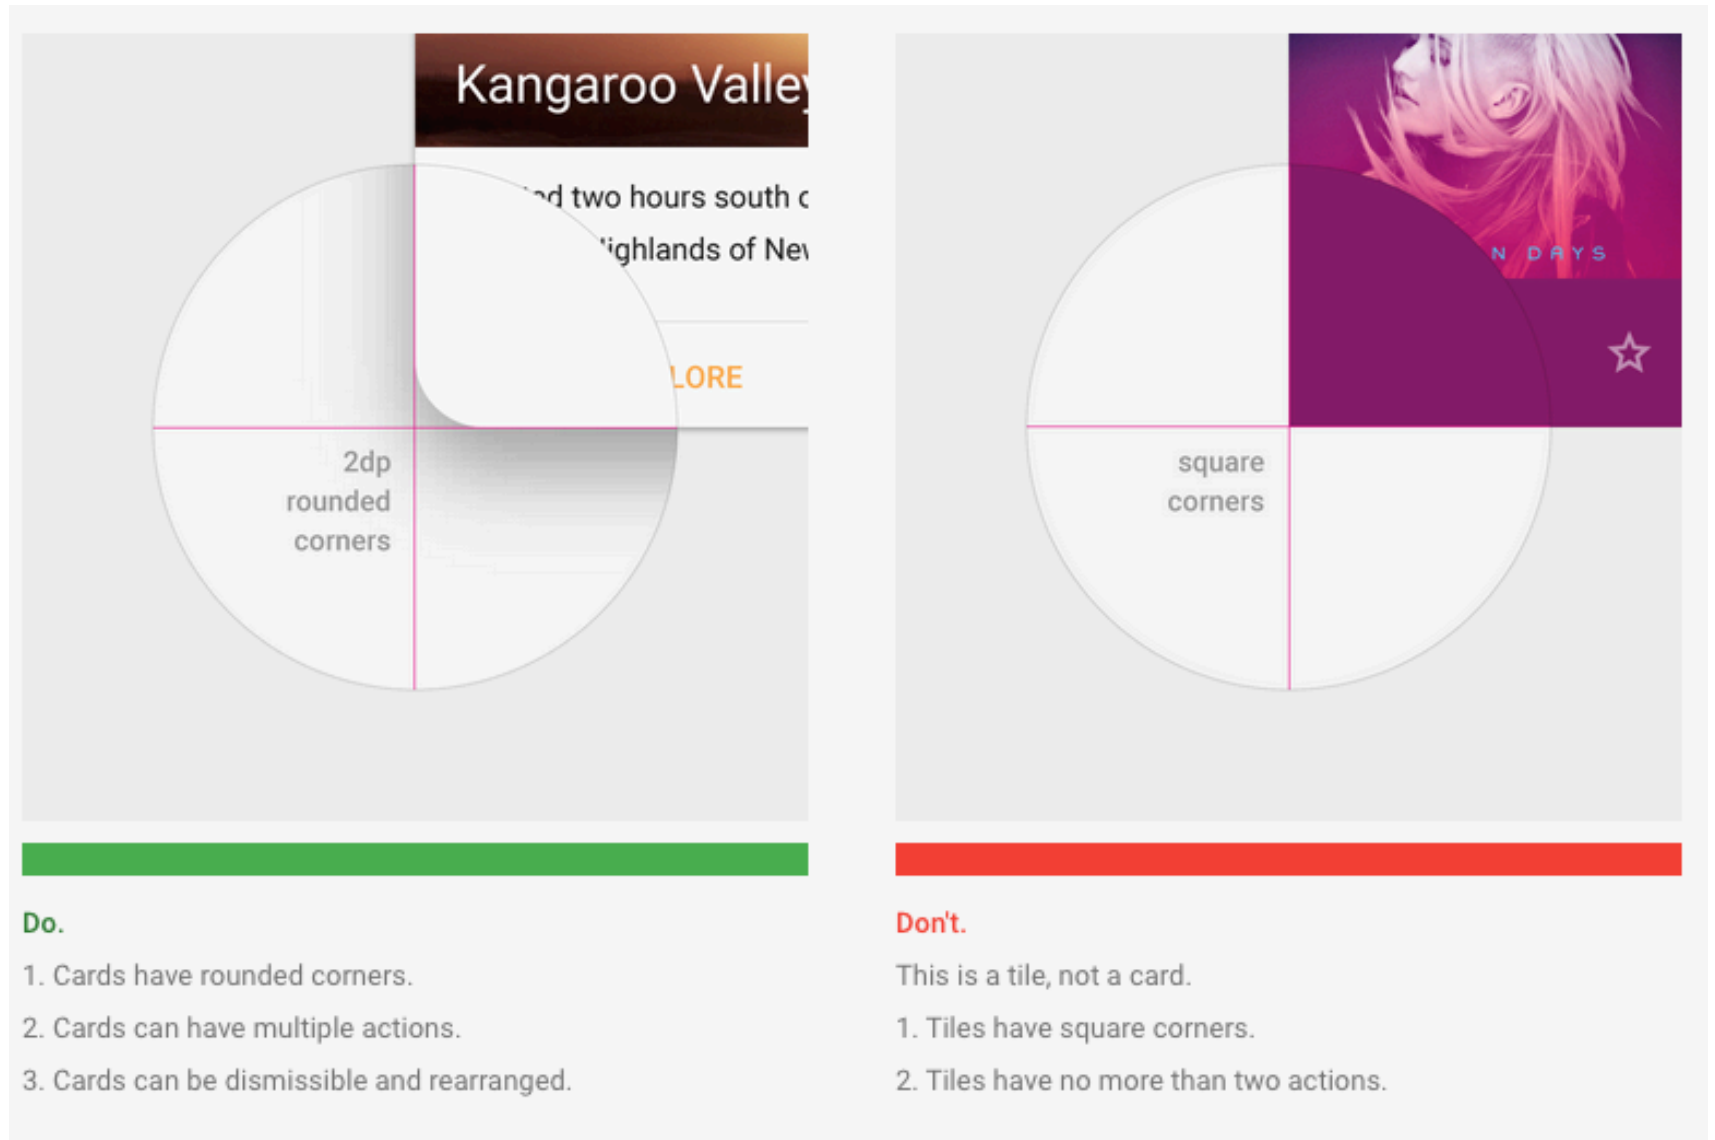 Kangaroo Valley
two hours south
of New
LORE
2dp
rounded
corners
N DAYS
square
corners
Do.
1. Cards have rounded corners.
2. Cards can have multiple actions.
3. Cards can be dismissible and rearranged.
Don't.
This is a tile, not a card.
1. Tiles have square corners.
2. Tiles have no more than two actions.